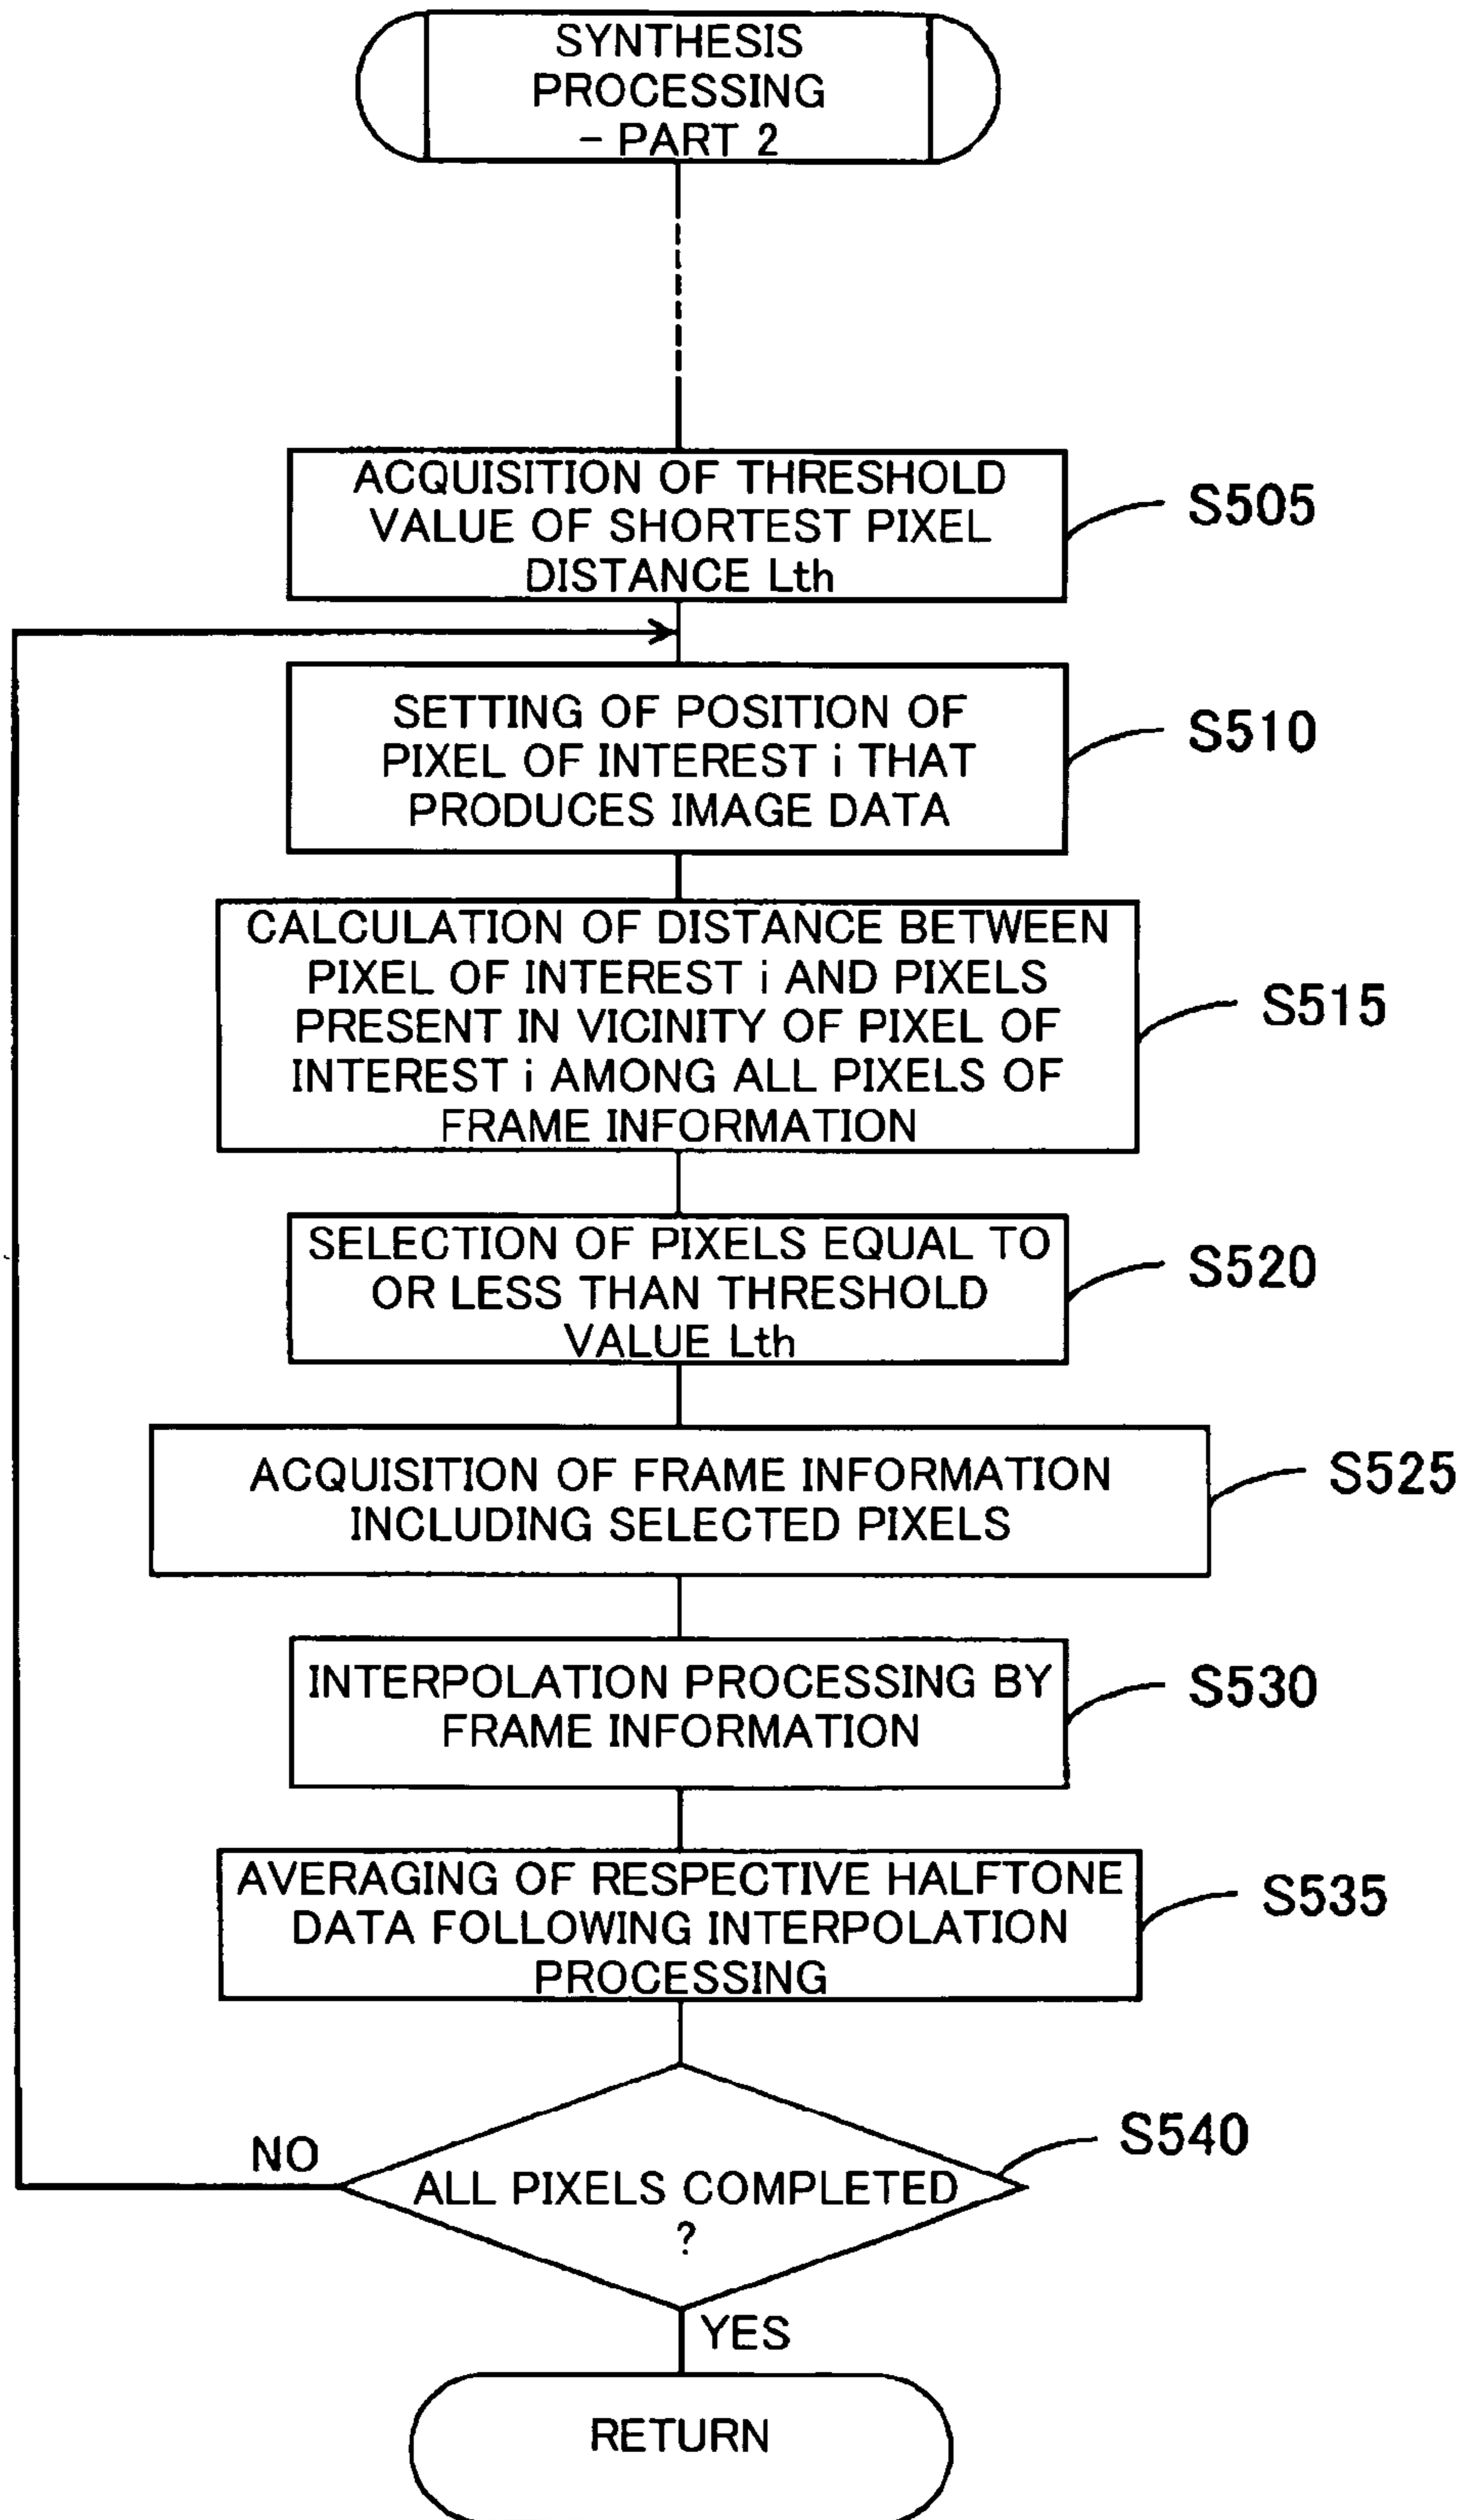 SYNTHESIS
PROCESSING
- PART 2
ACQUISITION OF THRESHOLD
VALUE OF SHORTEST PIXEL
DISTANCE Lth
S505
SETTING OF POSITION OF
PIXEL OF INTEREST i THAT
PRODUCES IMAGE DATA
S510
CALCULATION OF DISTANCE BETWEEN
PIXEL OF INTEREST i AND PIXELS
PRESENT IN VICINITY OF PIXEL OF
INTEREST i AMONG ALL PIXELS OF
FRAME INFORMATION
S515
SELECTION OF PIXELS EQUAL TO
OR LESS THAN THRESHOLD
VALUE Lth
S520
ACQUISITION OF FRAME INFORMATION
INCLUDING SELECTED PIXELS
S525
INTERPOLATION PROCESSING BY
FRAME INFORMATION
S530
AVERAGING OF RESPECTIVE HALFTONE
DATA FOLLOWING INTERPOLATION
PROCESSING
S535
NO
ALL PIXELS COMPLETED
?
S540
YES
RETURN